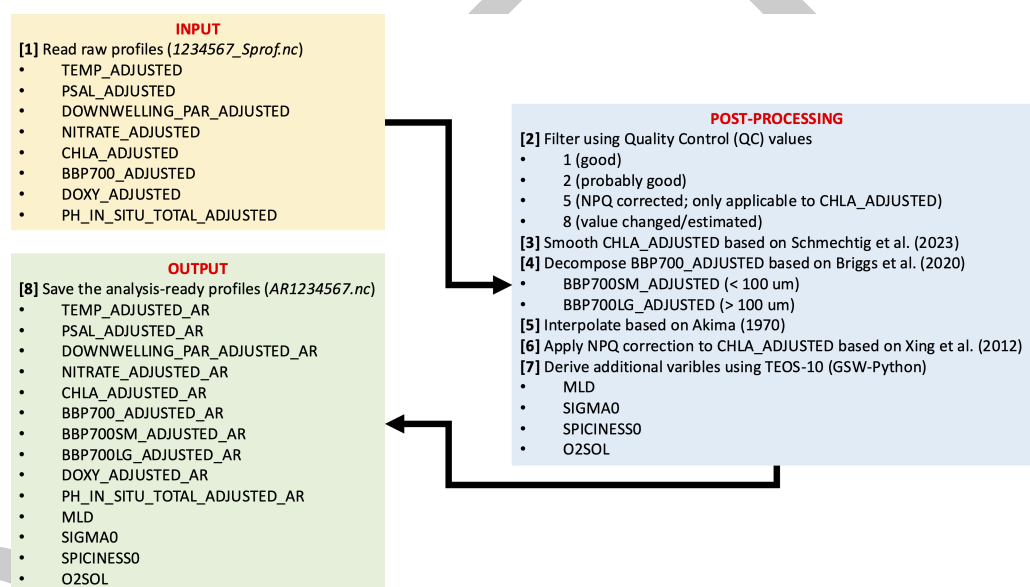 INPUT
[1] Read raw profiles (1234567_Sprof.nc)
• TEMP_ADJUSTED
• PSAL_ADJUSTED
• DOWNWELLING_PAR_ADJUSTED
• NITRATE_ADJUSTED
• CHLA_ADJUSTED
• BBP700_ADJUSTED
• DOXY_ADJUSTED
• PH_IN_SITU_TOTAL_ADJUSTED
POST-PROCESSING
[2] Filter using Quality Control (QC) values
• 1 (good)
• 2 (probably good)
• 5 (NPQ corrected; only applicable to CHLA_ADJUSTED)
• 8 (value changed/estimated)
[3] Smooth CHLA_ADJUSTED based on Schmechtig et al. (2023)
[4] Decompose BBP700_ADJUSTED based on Briggs et al. (2020)
• BBP700SM_ADJUSTED (< 100 um)
• BBP700LG_ADJUSTED (> 100 um)
[5] Interpolate based on Akima (1970)
[6] Apply NPQ correction to CHLA_ADJUSTED based on Xing et al. (2012)
[7] Derive additional varibles using TEOS-10 (GSW-Python)
• MLD
• SIGMA0
• SPICINESS0
• O2SOL
OUTPUT
[8] Save the analysis-ready profiles (AR1234567.nc)
• TEMP_ADJUSTED_AR
• PSAL_ADJUSTED_AR
• DOWNWELLING_PAR_ADJUSTED_AR
• NITRATE_ADJUSTED_AR
• CHLA_ADJUSTED_AR
• BBP700_ADJUSTED_AR
• BBP700SM_ADJUSTED_AR
• BBP700LG_ADJUSTED_AR
• DOXY_ADJUSTED_AR
• PH_IN_SITU_TOTAL_ADJUSTED_AR
• MLD
• SIGMA0
• SPICINESS0
• O2SOL